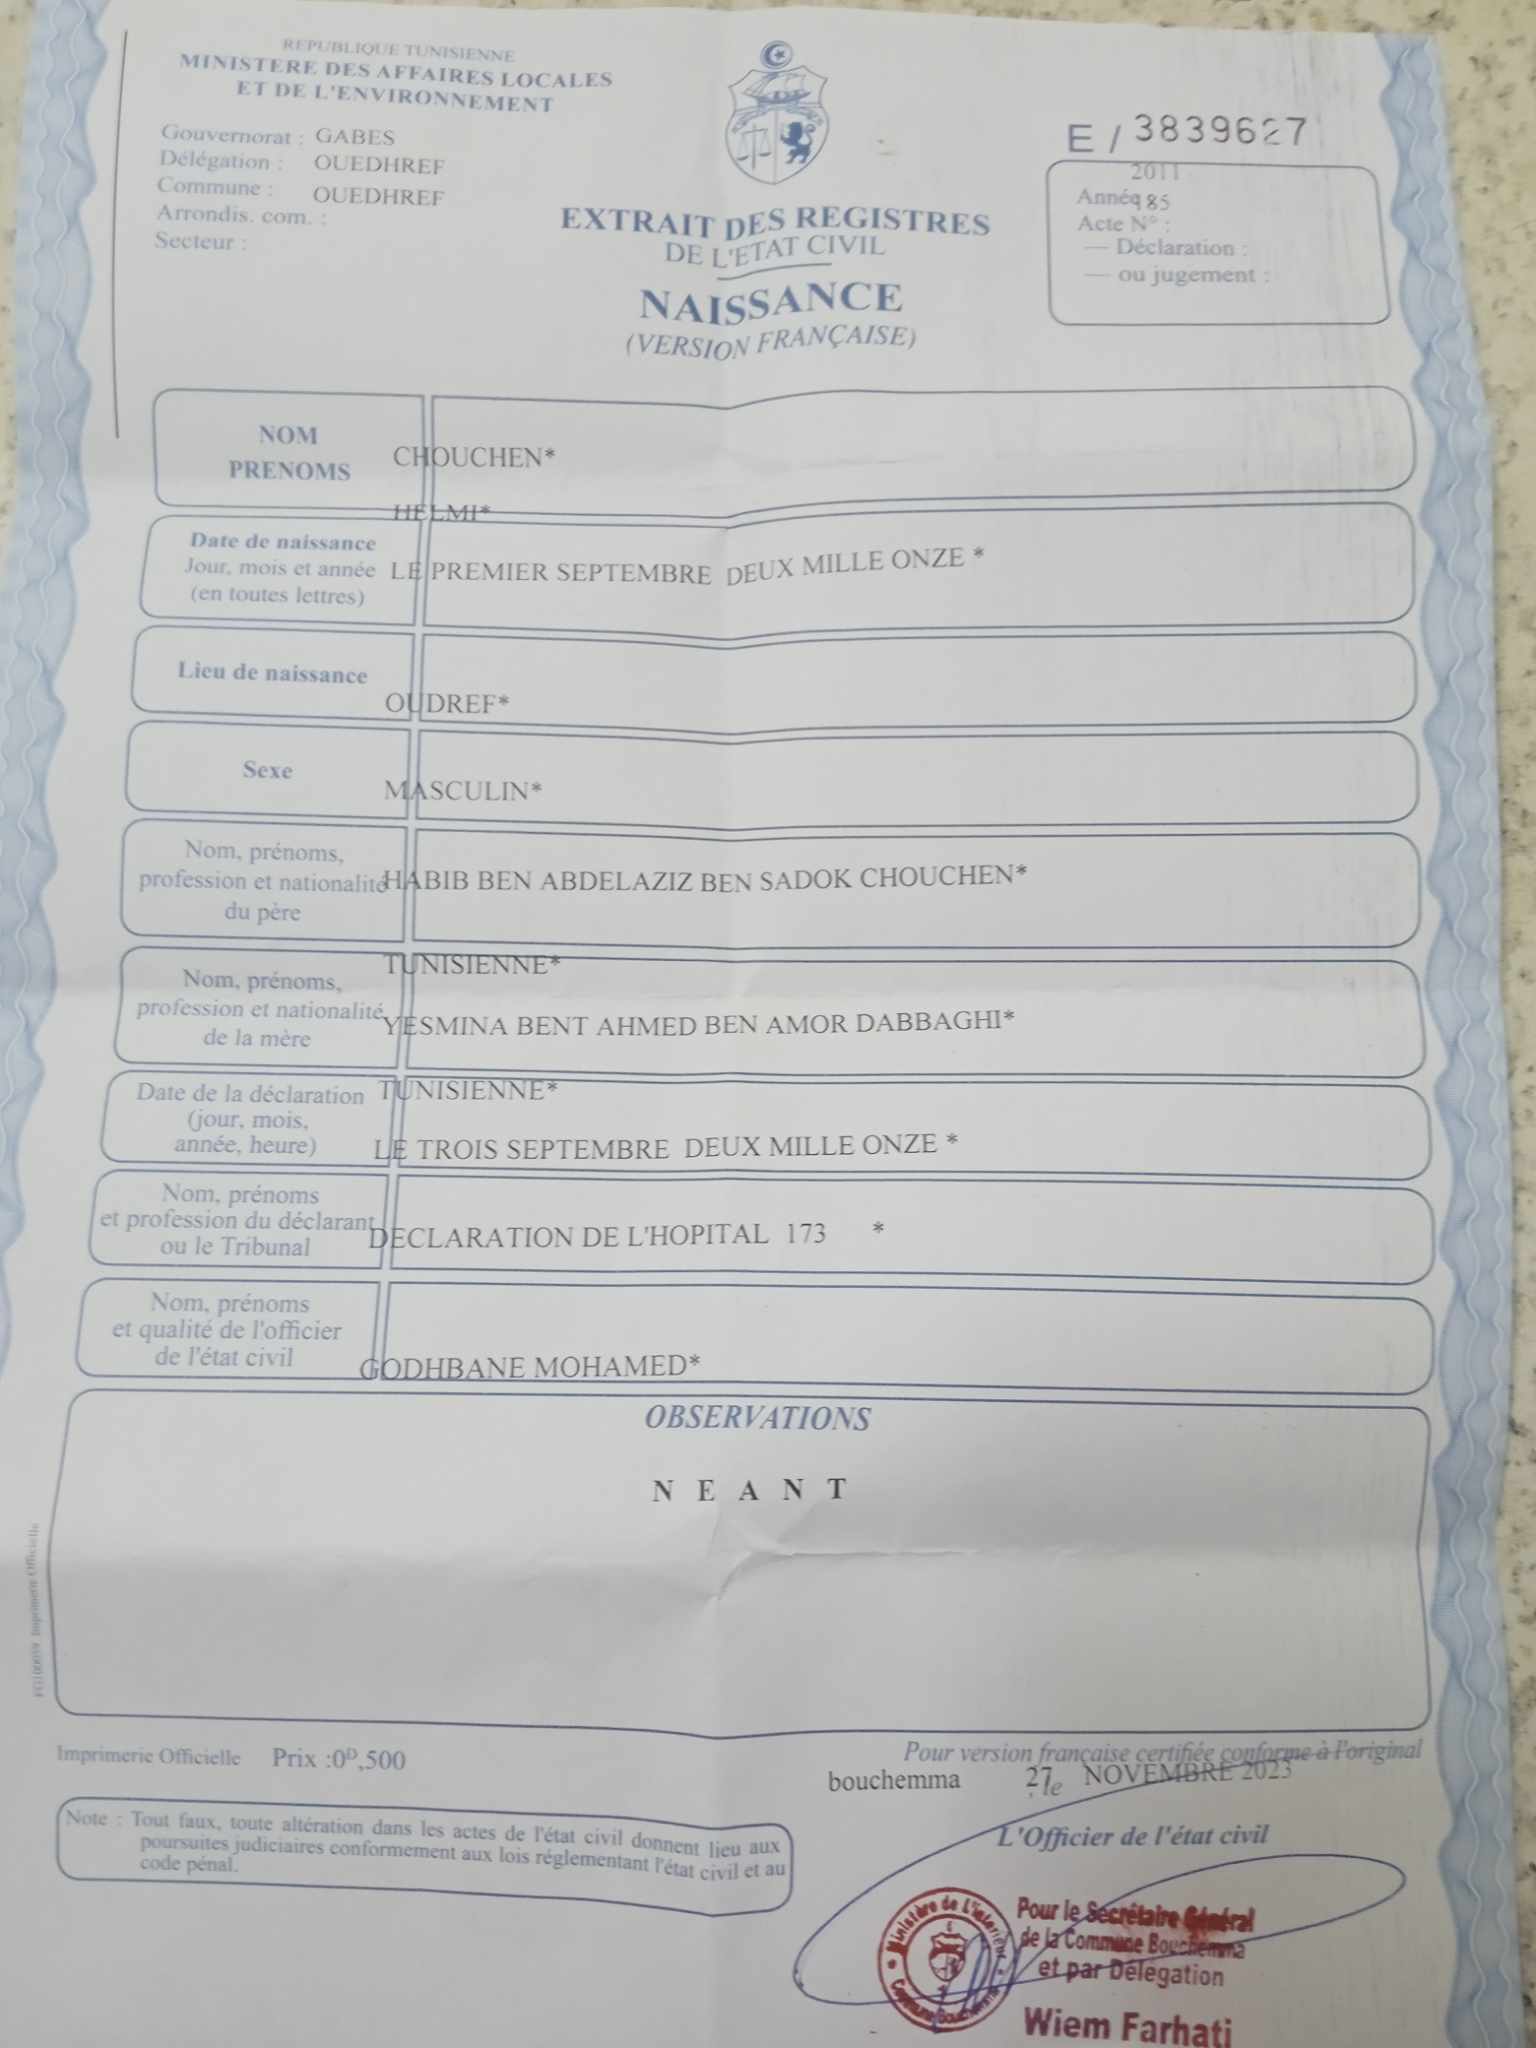 REPUBLIQUE TUNISIENNE
MINISTERE DES AFFAIRES LOCALES
ET DE L'ENVIRONNEMENT
Gouvernorat : GABES
Délégation : OUEDHREF
Commune : OUEDHREF
Arrondis. com. :
Secteur :
EXTRAIT DES REGISTRES
DE L'ETAT CIVIL
NAISSANCE
(VERSION FRANÇAISE)
E / 3839627
2011
Année 85
Acte N° :
— Déclaration :
— ou jugement :
NOM
PRENOMS
CHOUCHEN*
HELMI*
Date de naissance
Jour, mois et année
(en toutes lettres)
LE PREMIER SEPTEMBRE DEUX MILLE ONZE *
Lieu de naissance
OUDREF*
Sexe
MASCULIN*
Nom, prénoms,
profession et nationalité
du père
HABIB BEN ABDELAZIZ BEN SADOK CHOUCHEN*
TUNISIENNE*
Nom, prénoms,
profession et nationalité
de la mère
YESMINA BENT AHMED BEN AMOR DABBAGHI*
TUNISIENNE*
Date de la déclaration
(jour, mois,
année, heure)
LE TROIS SEPTEMBRE DEUX MILLE ONZE *
Nom, prénoms
et profession du déclarant
ou le Tribunal
DECLARATION DE L'HOPITAL 173 *
Nom, prénoms
et qualité de l'officier
de l'état civil
GODHBANE MOHAMED*
OBSERVATIONS
N E A N T
Imprimerie Officielle
Imprimerie Officielle Prix :0D,500
Pour version française certifiée conforme à l'original
bouchemma 27 le NOVEMBRE 2023
Note : Tout faux, toute altération dans les actes de l'état civil donnent lieu aux
poursuites judiciaires conformement aux lois réglementant l'état civil et au
code pénal.
L'Officier de l'état civil
Ministère de L'interieur
Commune Bouchemma
Pour le Secrétaire Général
de la Commune Bouchemma
et par Délegation
Wiem Farhati